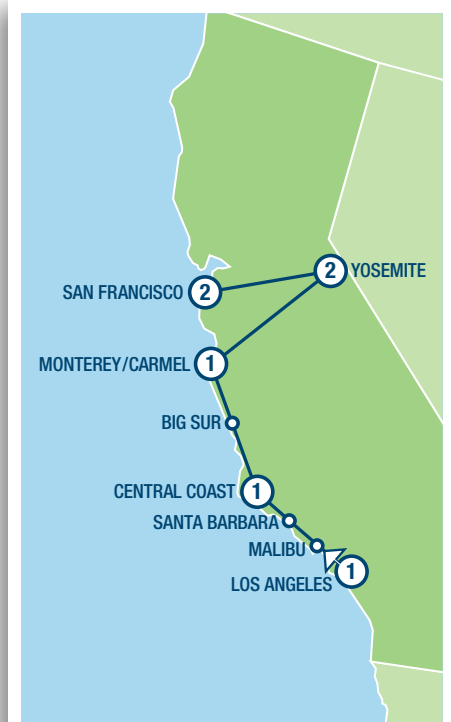 2 YOSEMITE
SAN FRANCISCO 2
MONTEREY/CARMEL 1
BIG SUR
CENTRAL COAST 1
SANTA BARBARA
MALIBU
LOS ANGELES 1